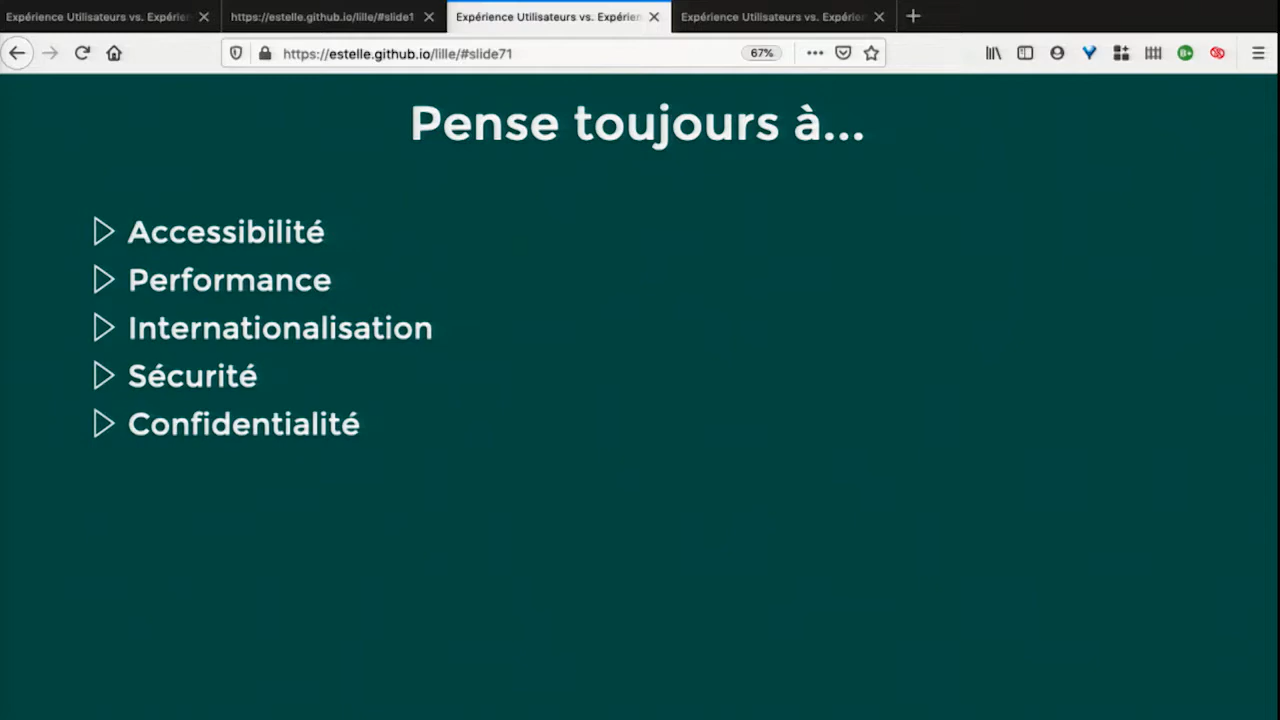 Expérience Utilisateurs vs. Expérien
https://estelle.github.io/lille/#slide1
Expérience Utilisateurs vs. Expérien
Expérience Utilisateurs vs. Expérien
https://estelle.github.io/lille/#slide71
67%
Pense toujours à...
Accessibilité
Performance
Internationalisation
Sécurité
Confidentialité